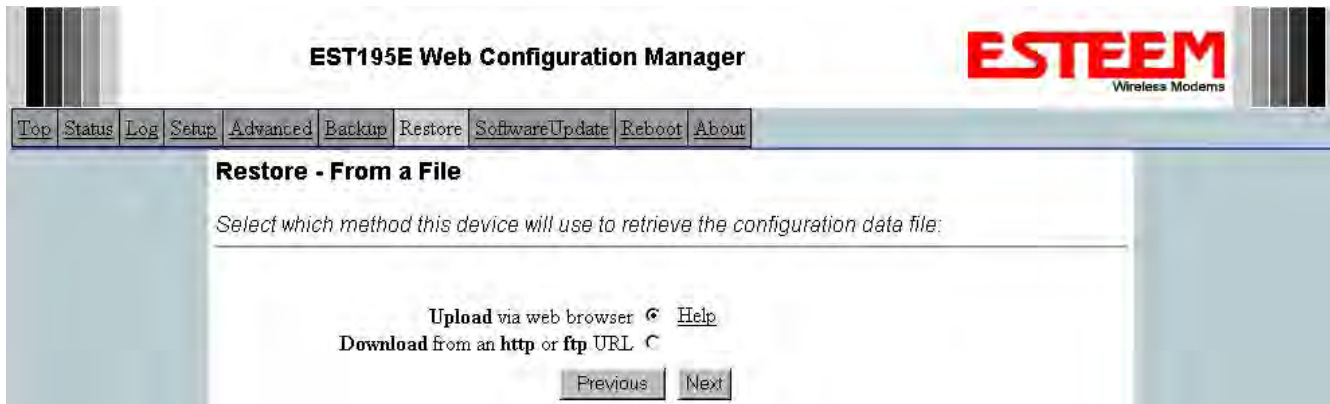 EST195E Web Configuration Manager
ESTEEM
Wireless Modems
Top Status Log Setup Advanced Backup Restore SoftwareUpdate Reboot About
Restore - From a File
Select which method this device will use to retrieve the configuration data file:
Upload via web browser Help
Download from an http or ftp URL
Previous Next